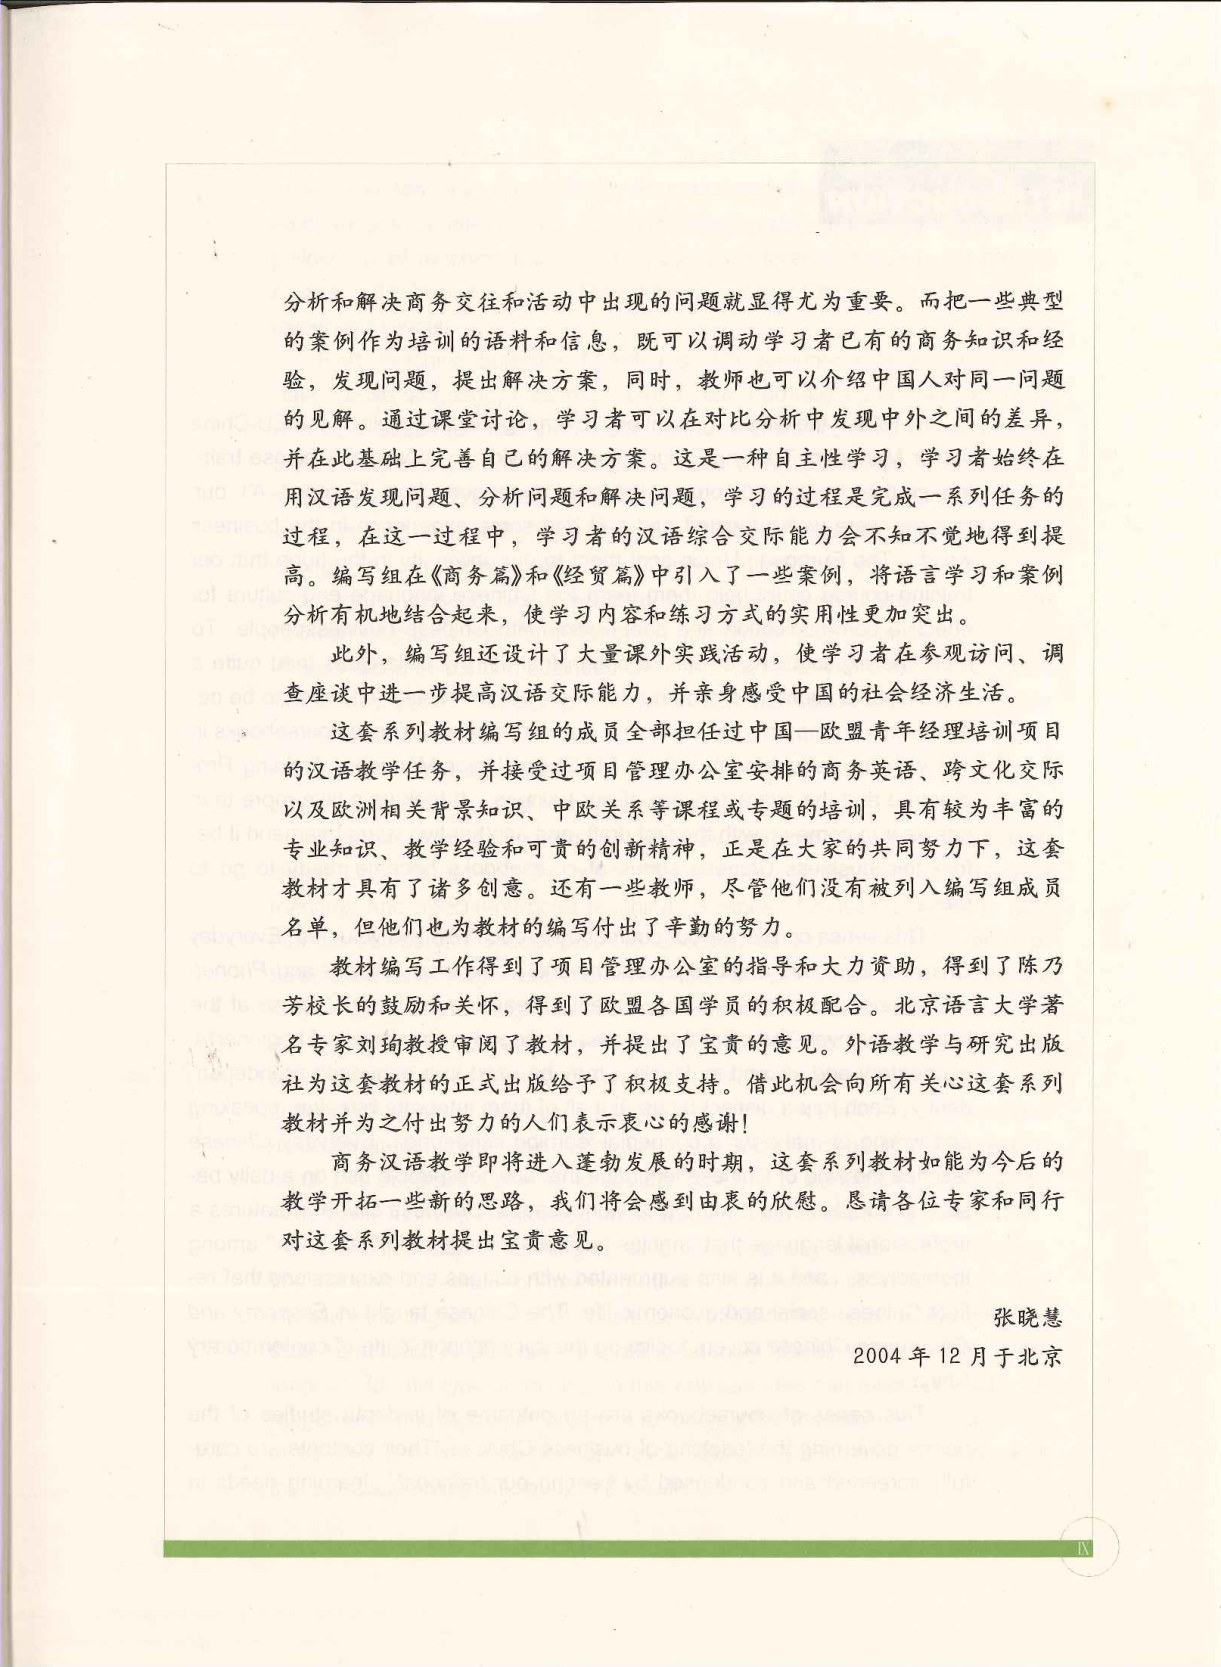 分析和解决商务交往和活动中出现的问题就显得尤为重要。而把一些典型
的案例作为培训的语料和信息，既可以调动学习者已有的商务知识和经
验，发现问题，提出解决方案，同时，教师也可以介绍中国人对同一问题
的见解。通过课堂讨论，学习者可以在对比分析中发现中外之间的差异，
并在此基础上完善自己的解决方案。这是一种自主性学习，学习者始终在
用汉语发现问题、分析问题和解决问题，学习的过程是完成一系列任务的
过程，在这一过程中，学习者的汉语综合交际能力会不知不觉地得到提
高。编写组在《商务篇》和《经贸篇》中引入了一些案例，将语言学习和案例
分析有机地结合起来，使学习内容和练习方式的实用性更加突出。
此外，编写组还设计了大量课外实践活动，使学习者在参观访问、调
查座谈中进一步提高汉语交际能力，并亲身感受中国的社会经济生活。
这套系列教材编写组的成员全部担任过中国—欧盟青年经理培训项目
的汉语教学任务，并接受过项目管理办公室安排的商务英语、跨文化交际
以及欧洲相关背景知识、中欧关系等课程或专题的培训，具有较为丰富的
专业知识、教学经验和可贵的创新精神，正是在大家的共同努力下，这套
教材才具有了诸多创意。还有一些教师，尽管他们没有被列入编写组成员
名单，但他们也为教材的编写付出了辛勤的努力。
教材编写工作得到了项目管理办公室的指导和大力资助，得到了陈乃
芳校长的鼓励和关怀，得到了欧盟各国学员的积极配合。北京语言大学著
名专家刘珣教授审阅了教材，并提出了宝贵的意见。外语教学与研究出版
社为这套教材的正式出版给予了积极支持。借此机会向所有关心这套系列
教材并为之付出努力的人们表示衷心的感谢！
商务汉语教学即将进入蓬勃发展的时期，这套系列教材如能为今后的
教学开拓一些新的思路，我们将会感到由衷的欣慰。恳请各位专家和同行
对这套系列教材提出宝贵意见。
张晓慧
2004 年 12 月于北京
IX